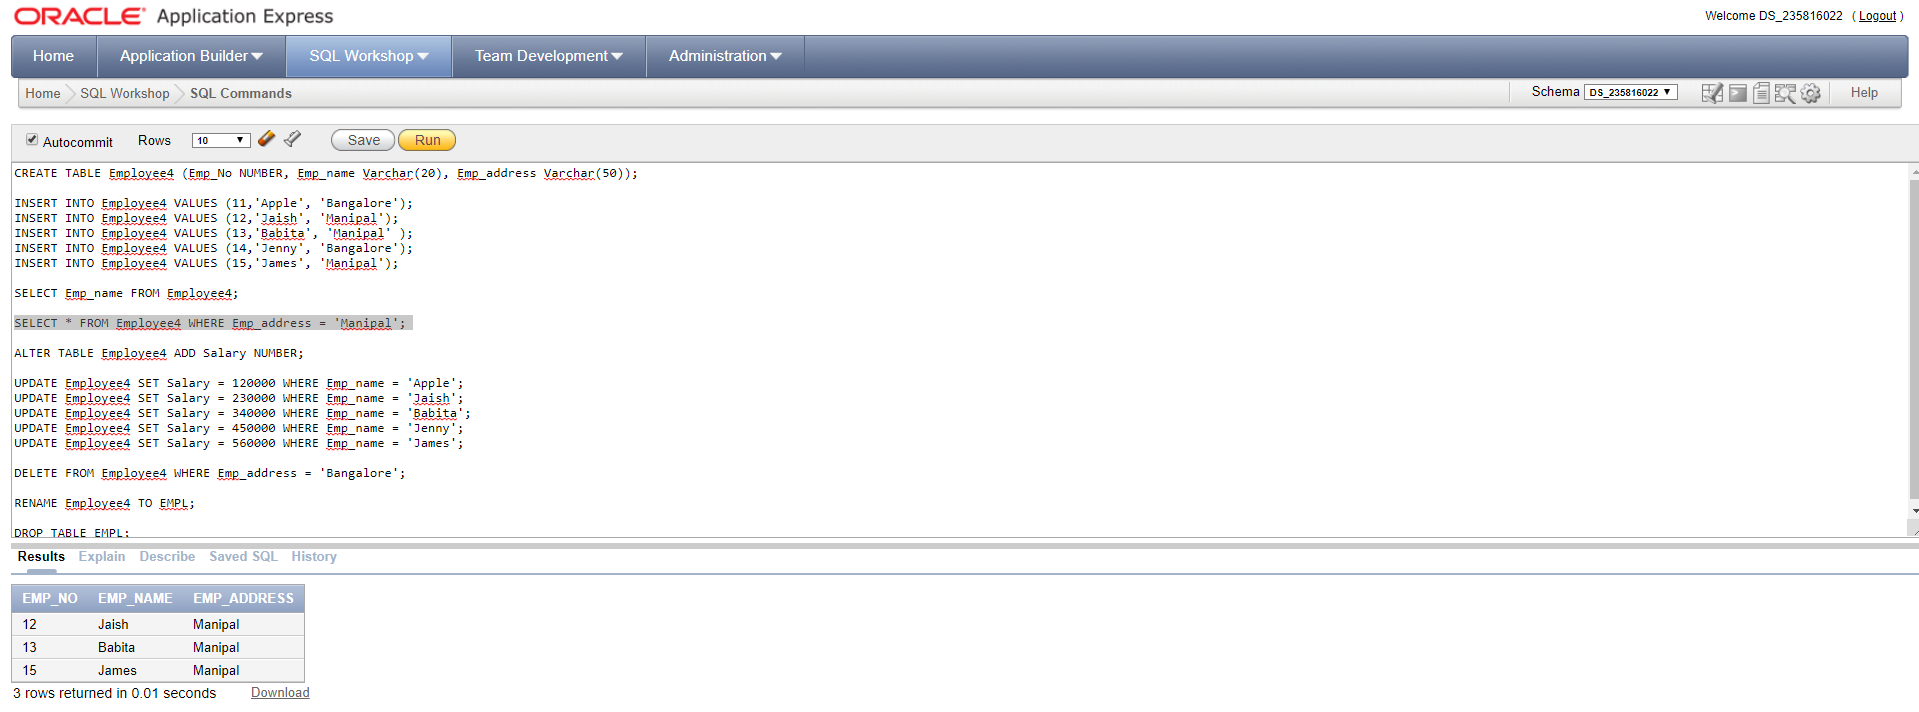 ORACLE Application Express
Welcome DS_235816022 ( Logout )
Home Application Builder SQL Workshop Team Development Administration
Home SQL Workshop SQL Commands Schema DS_235816022 Help
Autocommit Rows 10 Save Run
CREATE TABLE Employee4 (Emp_No NUMBER, Emp_name Varchar(20), Emp_address Varchar(50));
INSERT INTO Employee4 VALUES (11,'Apple', 'Bangalore');
INSERT INTO Employee4 VALUES (12,'Jaish', 'Manipal');
INSERT INTO Employee4 VALUES (13,'Babita', 'Manipal' );
INSERT INTO Employee4 VALUES (14,'Jenny', 'Bangalore');
INSERT INTO Employee4 VALUES (15,'James', 'Manipal');
SELECT Emp_name FROM Employee4;
SELECT * FROM Employee4 WHERE Emp_address = 'Manipal';
ALTER TABLE Employee4 ADD Salary NUMBER;
UPDATE Employee4 SET Salary = 120000 WHERE Emp_name = 'Apple';
UPDATE Employee4 SET Salary = 230000 WHERE Emp_name = 'Jaish';
UPDATE Employee4 SET Salary = 340000 WHERE Emp_name = 'Babita';
UPDATE Employee4 SET Salary = 450000 WHERE Emp_name = 'Jenny';
UPDATE Employee4 SET Salary = 560000 WHERE Emp_name = 'James';
DELETE FROM Employee4 WHERE Emp_address = 'Bangalore';
RENAME Employee4 TO EMPL;
DROP TABLE EMPL;
Results Explain Describe Saved SQL History
EMP_NO EMP_NAME EMP_ADDRESS
12 Jaish Manipal
13 Babita Manipal
15 James Manipal
3 rows returned in 0.01 seconds Download